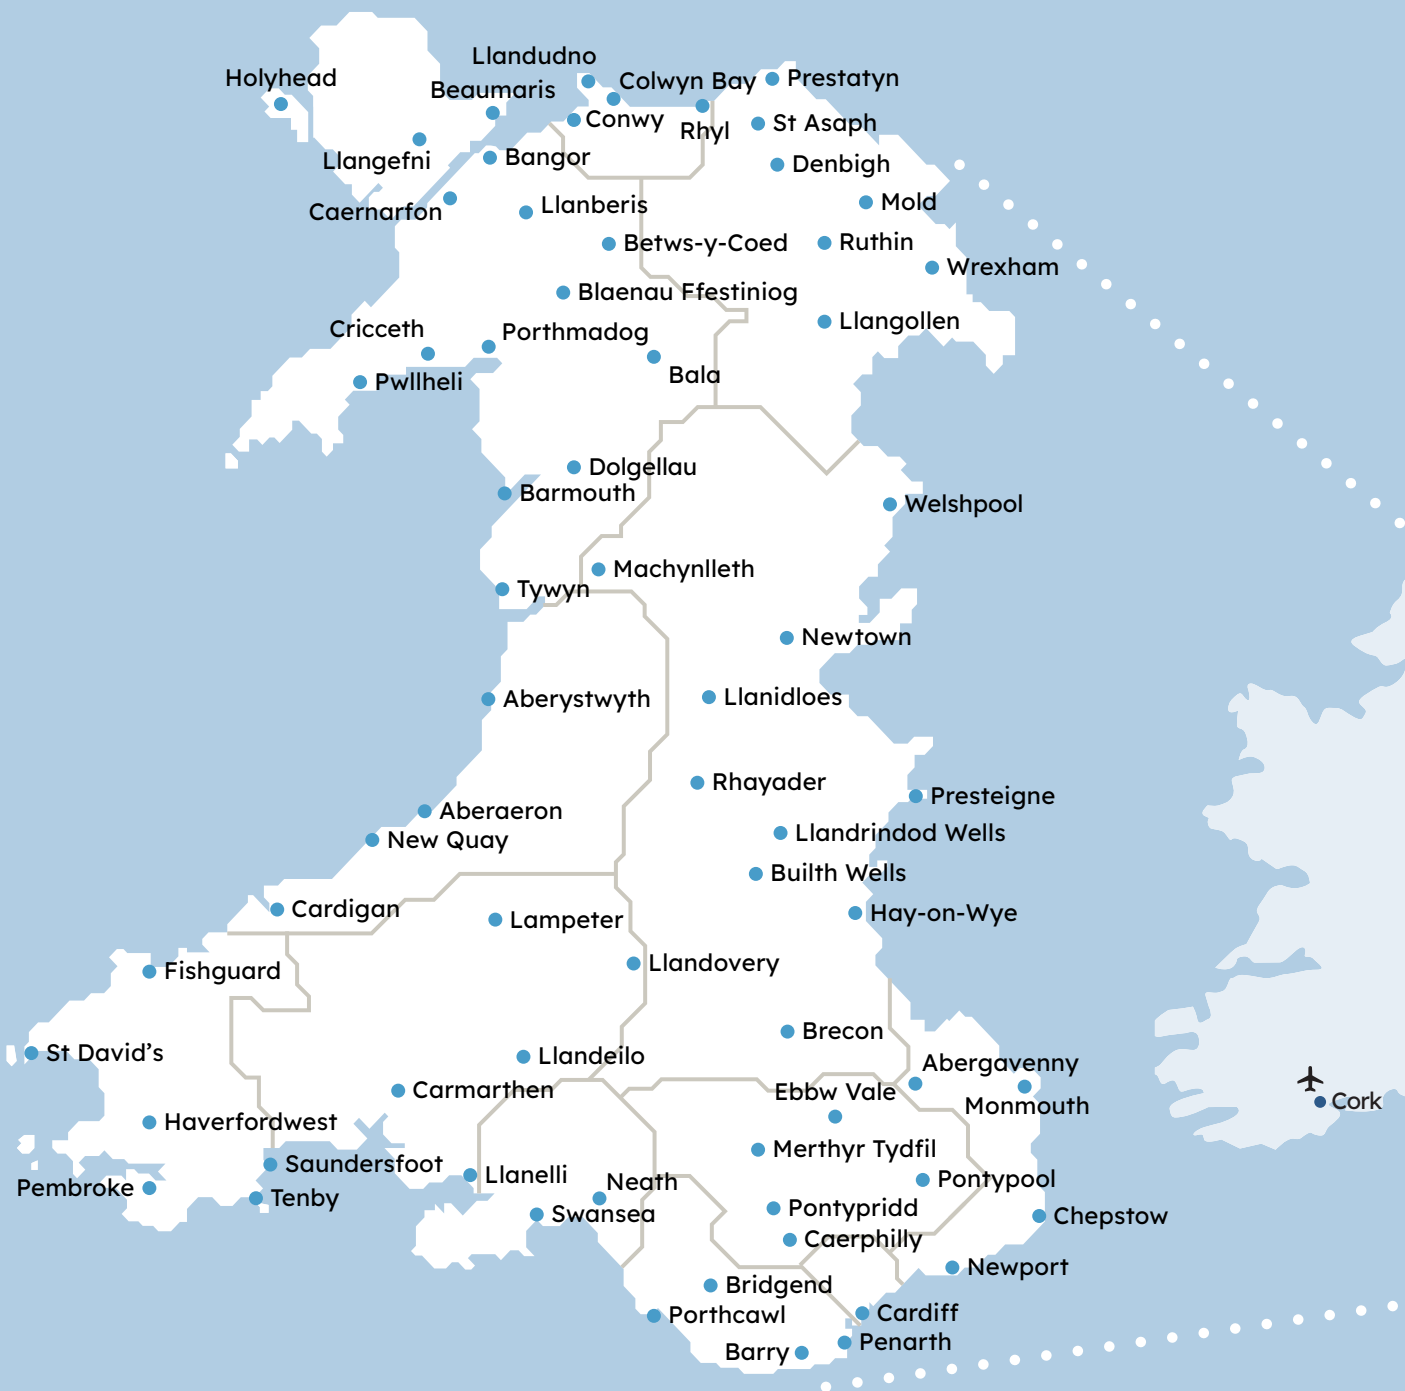 Llandudno
Holyhead
Colwyn Bay
Prestatyn
Beaumaris
Conwy
Rhyl
St Asaph
Llangefni
Bangor
Denbigh
Caernarfon
Llanberis
Mold
Betws-y-Coed
Ruthin
Wrexham
Blaenau Ffestiniog
Cricceth
Porthmadog
Llangollen
Pwllheli
Bala
Dolgellau
Barmouth
Welshpool
Machynlleth
Tywyn
Newtown
Aberystwyth
Llanidloes
Rhayader
Presteigne
Aberaeron
New Quay
Llandrindod Wells
Builth Wells
Cardigan
Lampeter
Hay-on-Wye
Fishguard
Llandovery
Brecon
St David's
Llandeilo
Abergavenny
Carmarthen
Ebbw Vale
Monmouth
Cork
Haverfordwest
Merthyr Tydfil
Saundersfoot
Llanelli
Neath
Pontypool
Pembroke
Tenby
Swansea
Pontypridd
Chepstow
Caerphilly
Newport
Bridgend
Porthcawl
Cardiff
Barry
Penarth